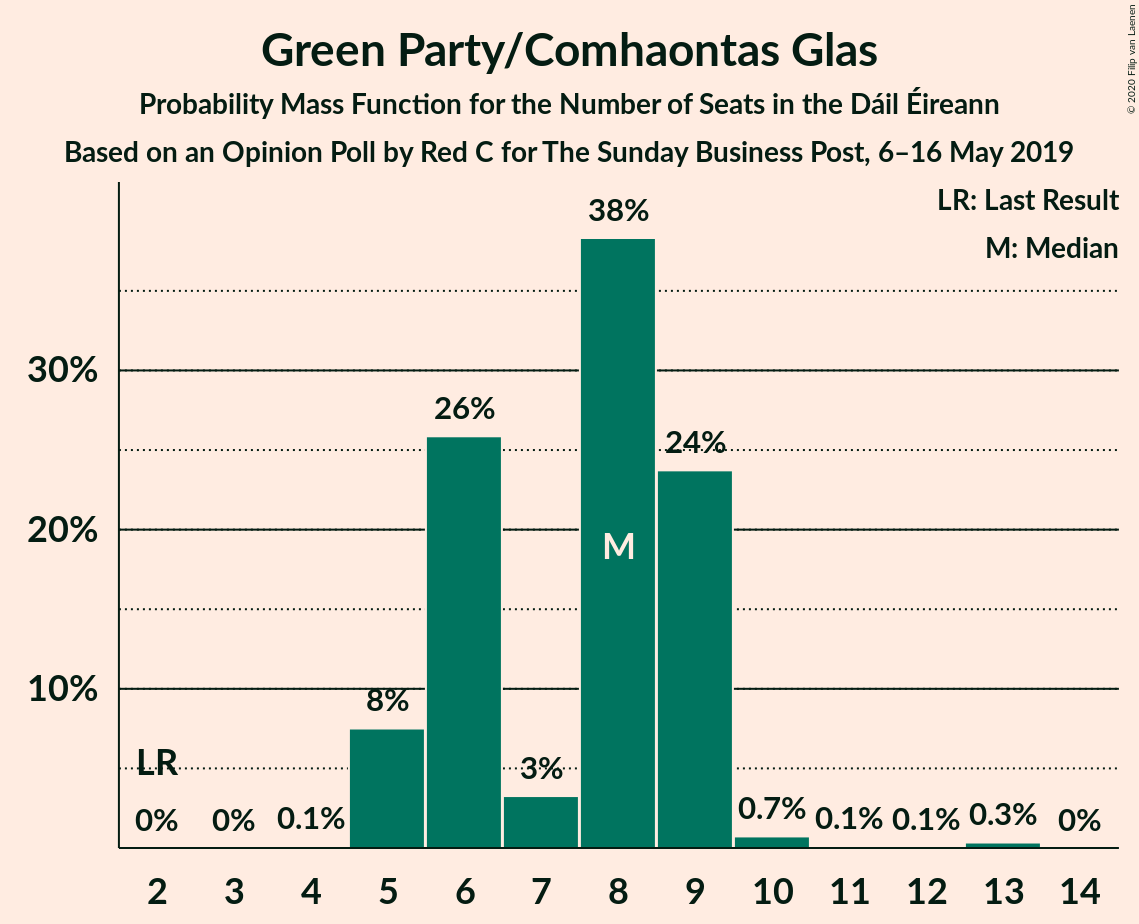 Green Party/Comhaontas Glas
Probability Mass Function for the Number of Seats in the Dáil Éireann
Based on an Opinion Poll by Red C for The Sunday Business Post, 6–16 May 2019
© 2020 Filip van Laenen
LR: Last Result
M: Median
38%
30%
26%
24%
20%
M
10%
8%
LR
3%
0% 0% 0.1% 0.7% 0.1% 0.1% 0.3% 0%
2 3 4 5 6 7 8 9 10 11 12 13 14